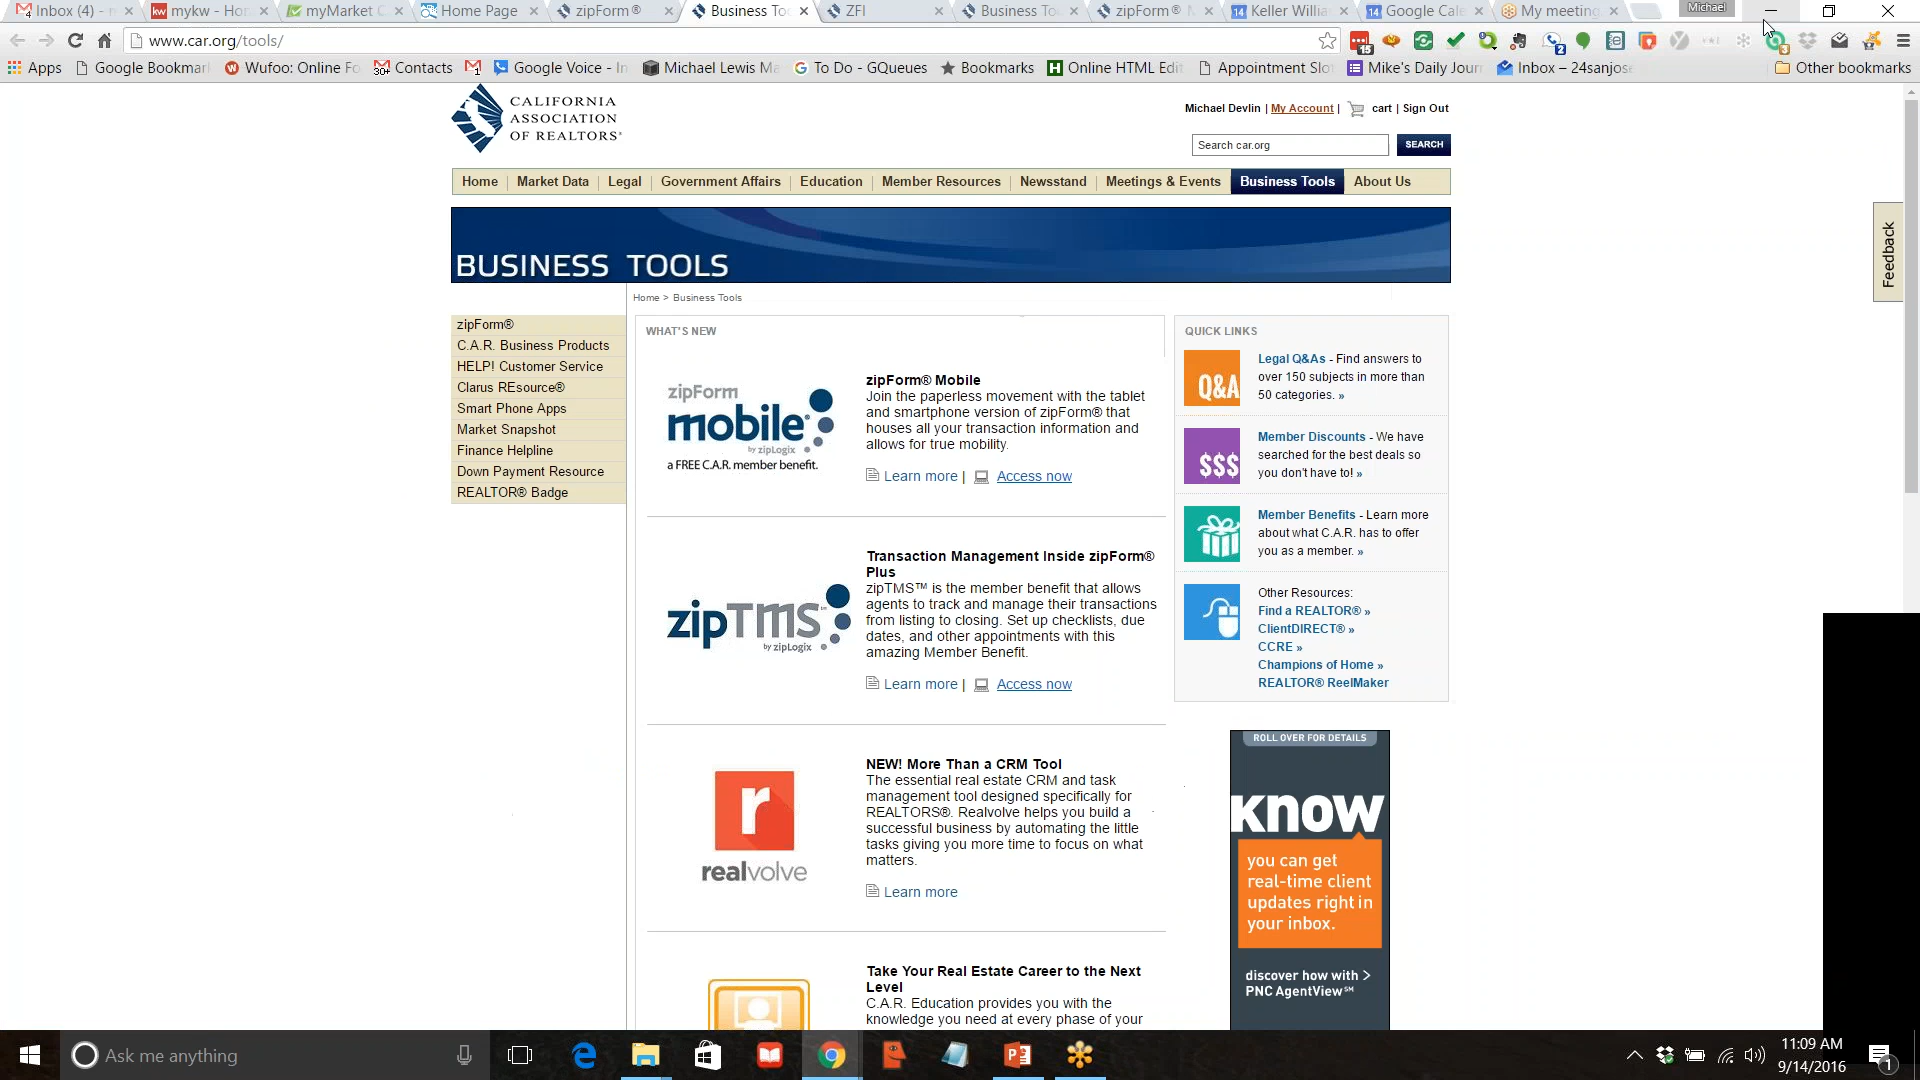 Inbox (4) -
mykw - Ho
myMarket C
Home Page
zipForm®
Business To
ZFI
Business To
zipForm®
Keller Willia
Google Cale
My meeting
Michael
www.car.org/tools/
15
2
3
Apps
Google Bookmar
Wufoo: Online Fo
30+ Contacts
Google Voice - In
Michael Lewis Ma
To Do - GQueues
Bookmarks
Online HTML Edit
Appointment Slot
Mike's Daily Jour
Inbox – 24sanjose
Other bookmarks
CALIFORNIA
ASSOCIATION
OF REALTORS®
Michael Devlin | My Account | cart | Sign Out
Search car.org SEARCH
Home
Market Data
Legal
Government Affairs
Education
Member Resources
Newsstand
Meetings & Events
Business Tools
About Us
BUSINESS TOOLS
Feedback
Home > Business Tools
zipForm®
C.A.R. Business Products
HELP! Customer Service
Clarus REsource®
Smart Phone Apps
Market Snapshot
Finance Helpline
Down Payment Resource
REALTOR® Badge
WHAT'S NEW
zipForm
mobile®
by zipLogix
a FREE C.A.R. member benefit.
zipForm® Mobile
Join the paperless movement with the tablet
and smartphone version of zipForm® that
houses all your transaction information and
allows for true mobility.
Learn more | Access now
zipTMS
by zipLogix
Transaction Management Inside zipForm®
Plus
zipTMS™ is the member benefit that allows
agents to track and manage their transactions
from listing to closing. Set up checklists, due
dates, and other appointments with this
amazing Member Benefit.
Learn more | Access now
r
realvolve
NEW! More Than a CRM Tool
The essential real estate CRM and task
management tool designed specifically for
REALTORS®. Realvolve helps you build a
successful business by automating the little
tasks giving you more time to focus on what
matters.
Learn more
Take Your Real Estate Career to the Next
Level
C.A.R. Education provides you with the
knowledge you need at every phase of your
QUICK LINKS
Q&A
Legal Q&As - Find answers to
over 150 subjects in more than
50 categories. »
$$$
Member Discounts - We have
searched for the best deals so
you don't have to! »
Member Benefits - Learn more
about what C.A.R. has to offer
you as a member. »
Other Resources:
Find a REALTOR® »
ClientDIRECT® »
CCRE »
Champions of Home »
REALTOR® ReelMaker
ROLL OVER FOR DETAILS
know
you can get
real-time client
updates right in
your inbox.
discover how with >
PNC AgentView℠
Ask me anything
11:09 AM
9/14/2016
1